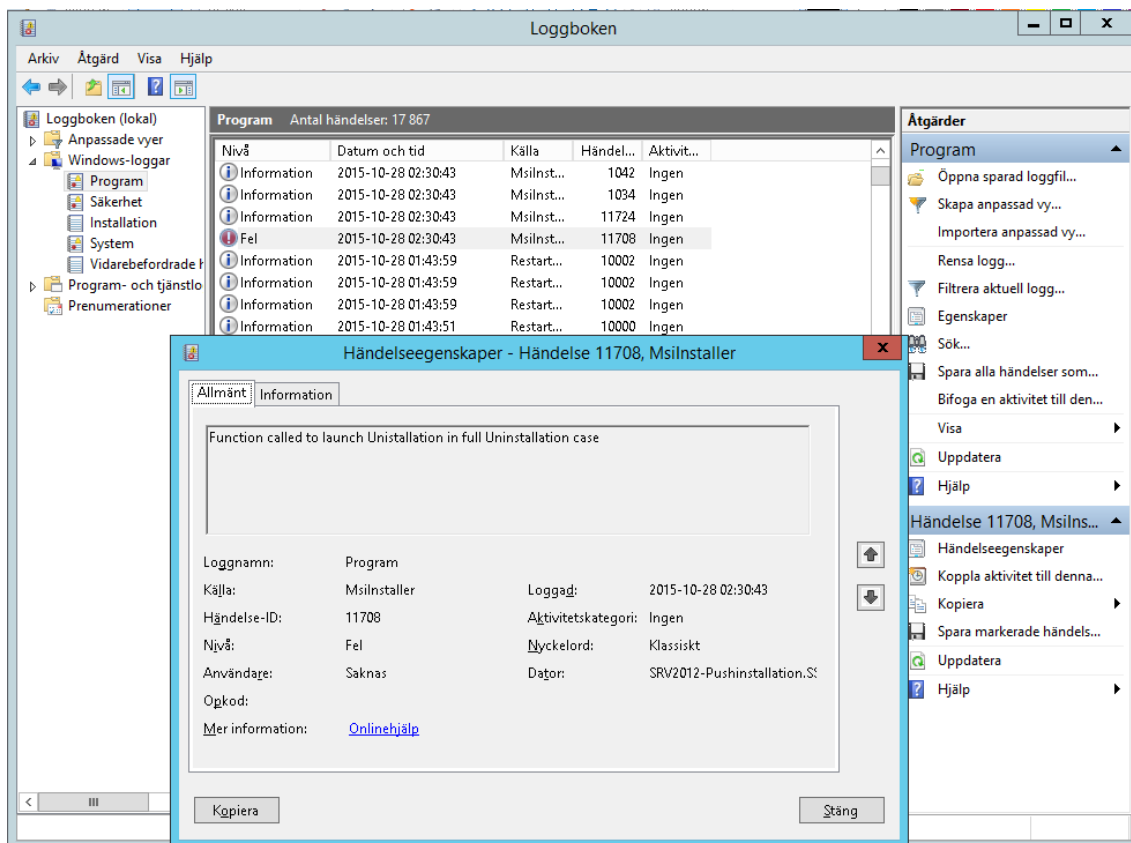 Loggboken
Arkiv Åtgärd Visa Hjälp
Loggboken (lokal)
Anpassade vyer
Windows-loggar
Program
Säkerhet
Installation
System
Vidarebefordrade h
Program- och tjänstlo
Prenumerationer
Program Antal händelser: 17 867
Nivå Datum och tid Källa Händel... Aktivit...
Information 2015-10-28 02:30:43 MsiInst... 1042 Ingen
Information 2015-10-28 02:30:43 MsiInst... 1034 Ingen
Information 2015-10-28 02:30:43 MsiInst... 11724 Ingen
Fel 2015-10-28 02:30:43 MsiInst... 11708 Ingen
Information 2015-10-28 01:43:59 Restart... 10002 Ingen
Information 2015-10-28 01:43:59 Restart... 10002 Ingen
Information 2015-10-28 01:43:59 Restart... 10002 Ingen
Information 2015-10-28 01:43:51 Restart... 10000 Ingen
Händelseegenskaper - Händelse 11708, MsiInstaller
Allmänt Information
Function called to launch Unistallation in full Uninstallation case
Loggnamn: Program
Källa: MsiInstaller Loggad: 2015-10-28 02:30:43
Händelse-ID: 11708 Aktivitetskategori: Ingen
Nivå: Fel Nyckelord: Klassiskt
Användare: Saknas Dator: SRV2012-Pushinstallation.S
Opkod:
Mer information: Onlinehjälp
Kopiera Stäng
Åtgärder
Program
Öppna sparad loggfil...
Skapa anpassad vy...
Importera anpassad vy...
Rensa logg...
Filtrera aktuell logg...
Egenskaper
Sök...
Spara alla händelser som...
Bifoga en aktivitet till den...
Visa
Uppdatera
Hjälp
Händelse 11708, MsiIns...
Händelseegenskaper
Koppla aktivitet till denna...
Kopiera
Spara markerade händels...
Uppdatera
Hjälp